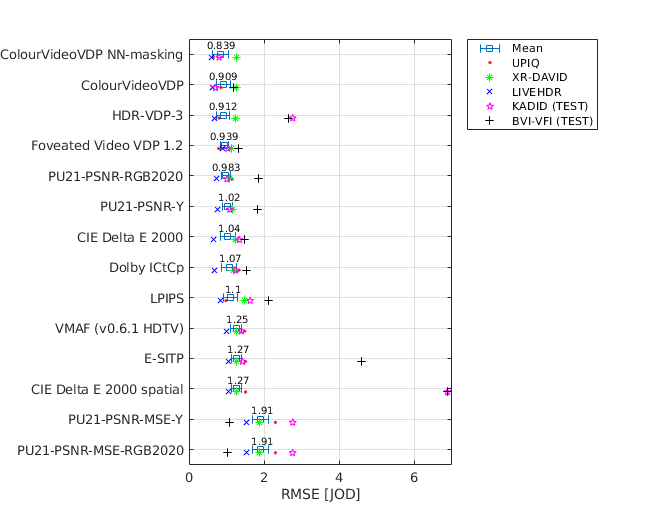 ColourVideoVDP NN-masking
0.839
ColourVideoVDP
0.909
HDR-VDP-3
0.912
Foveated Video VDP 1.2
0.939
PU21-PSNR-RGB2020
0.983
PU21-PSNR-Y
1.02
CIE Delta E 2000
1.04
Dolby ICtCp
1.07
LPIPS
1.1
VMAF (v0.6.1 HDTV)
1.25
E-SITP
1.27
CIE Delta E 2000 spatial
1.27
PU21-PSNR-MSE-Y
1.91
PU21-PSNR-MSE-RGB2020
1.91
0 2 4 6
RMSE [JOD]
Mean
UPIQ
XR-DAVID
LIVEHDR
KADID (TEST)
BVI-VFI (TEST)